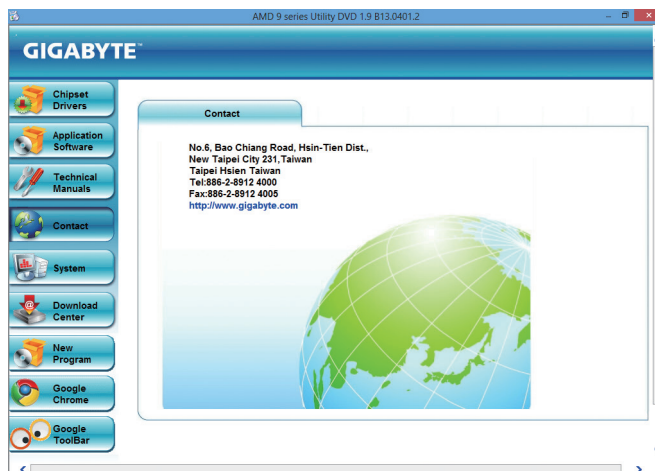 AMD 9 series Utility DVD 1.9 B13.0401.2
GIGABYTE™
Chipset
Drivers
Application
Software
Technical
Manuals
Contact
System
Download
Center
New
Program
Google
Chrome
Google
ToolBar
Contact
No.6, Bao Chiang Road, Hsin-Tien Dist.,
New Taipei City 231,Taiwan
Taipei Hsien Taiwan
Tel:886-2-8912 4000
Fax:886-2-8912 4005
http://www.gigabyte.com